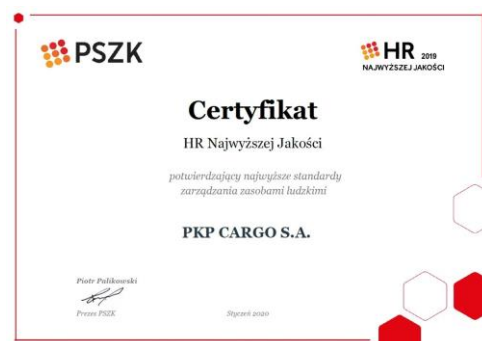 PSZK
HR 2019
NAJWYŻSZEJ JAKOŚCI
Certyfikat
HR Najwyższej Jakości
potwierdzający najwyższe standardy
zarządzania zasobami ludzkimi
PKP CARGO S.A.
Piotr Palikowski
Prezes PSZK
Styczeń 2020